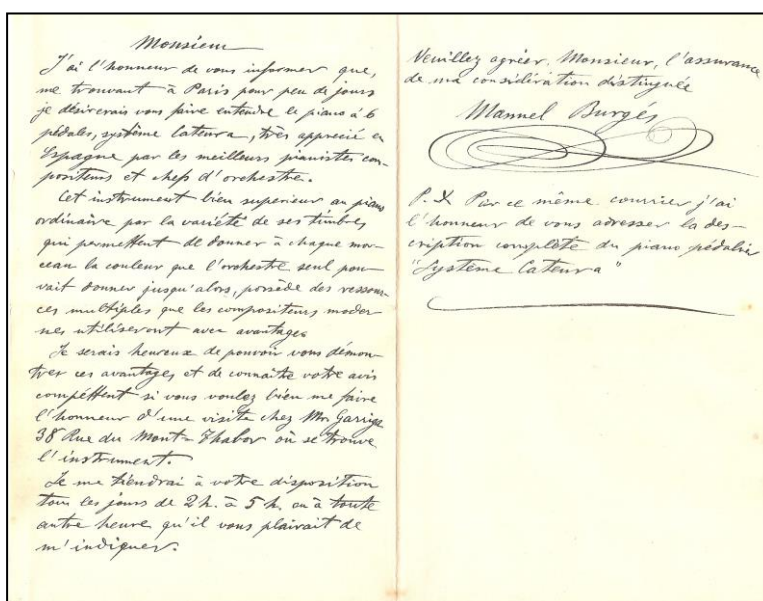 Monsieur
J'ai l'honneur de vous informer que,
me trouvant à Paris pour peu de jours
je désirerais vous faire entendre le piano à 6
pédales, système Cateura, très apprecié en
Espagne par les meilleurs pianistes com-
positeurs et chefs d'orchestre.
Cet instrument bien superieur au piano
ordinaire par la variété de ses timbres
qui permettent de donner à chaque mor-
ceau la couleur que l'orchestre seul pou-
vait donner jusqu'alors, possède des ressour-
ces multiples que les compositeurs moder-
nes utiliseront avec avantages
Je serais heureux de pouvoir vous démon-
trer ces avantages et de connaître votre avis
compéttent si vous voulez bien me faire
l'honneur d'une visite chez Mr Garriga
38 Rue du Mont-Thabor où se trouve
l'instrument.
Je me tiendrai à votre disposition
tous les jours de 2 h. à 5 h. ou à toute
autre heure qu'il vous plairait de
m'indiquer.
Veuillez agréer, Monsieur, l'assurance
de ma considération distinguée
Manuel Burgés
P. S. Par ce même courrier j'ai
l'honneur de vous adresser la des-
cription complète du piano pédalier
"Système Cateura"